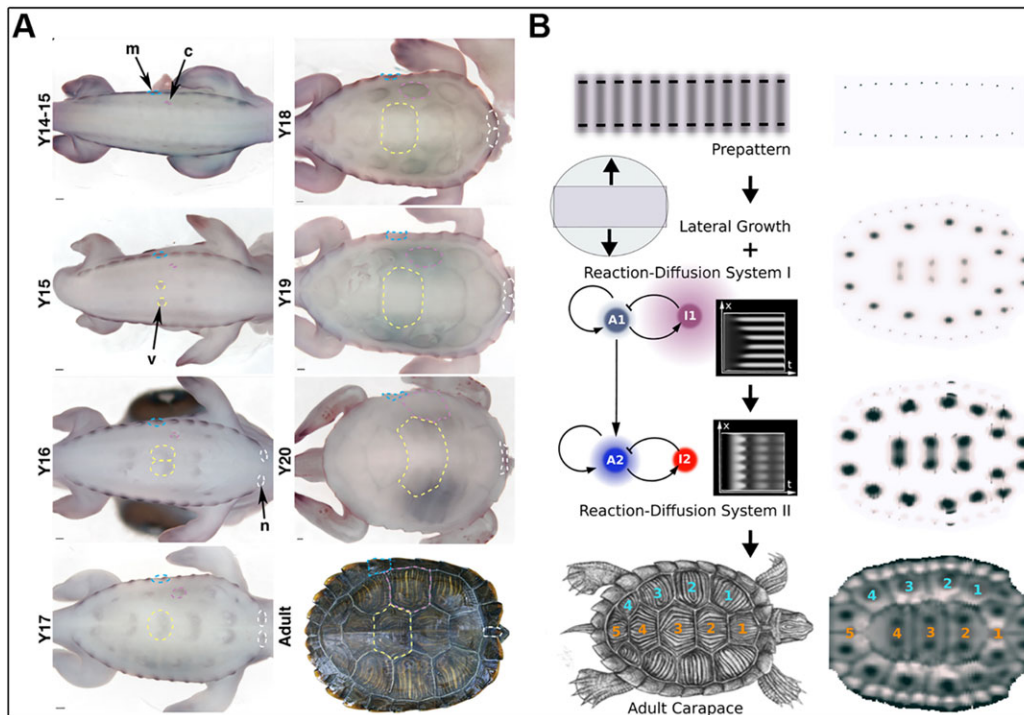 A
B
m
c
Y14-15
Y18
v
Y15
Y19
n
Y16
Y20
Y17
Adult
Prepattern
Lateral Growth
+
Reaction-Diffusion System I
A1
I1
x
t
A2
I2
x
t
Reaction-Diffusion System II
4 3 2 1
5 4 3 2 1
Adult Carapace
4 3 2 1
5 4 3 2 1